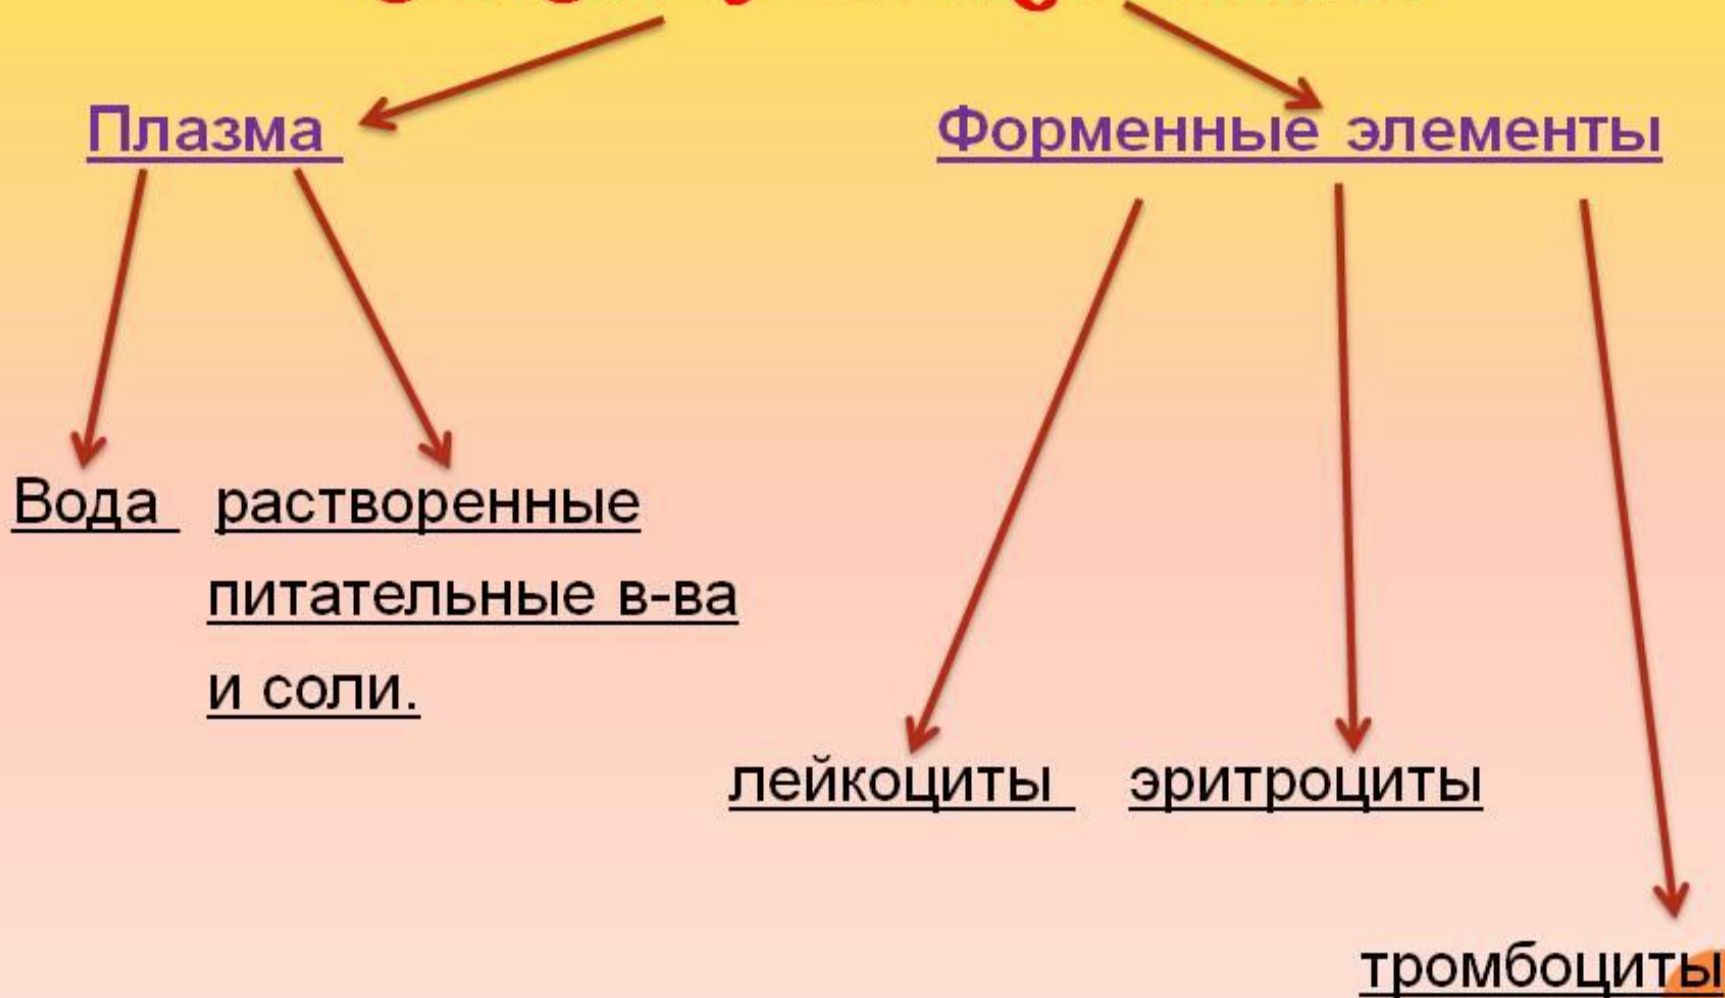 Плазма Форменные элементы
Вода растворенные
питательные в-ва
и соли.
лейкоциты эритроциты
тромбоциты